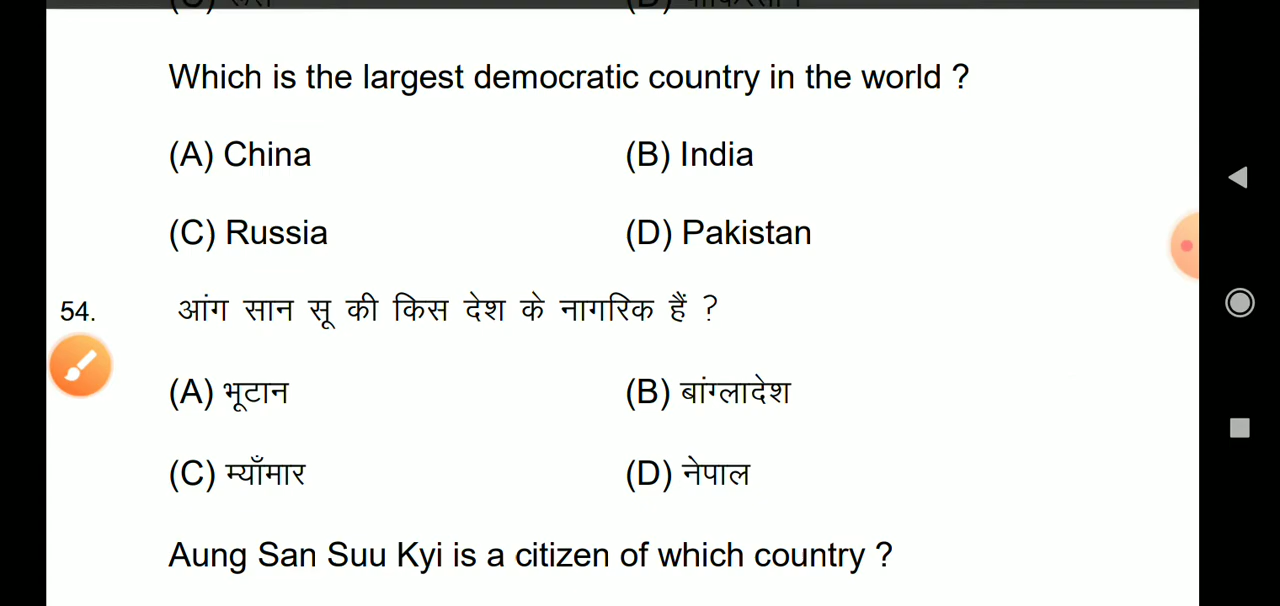 Which is the largest democratic country in the world ?
(A) China (B) India
(C) Russia (D) Pakistan
54. आंग सान सू की किस देश के नागरिक हैं ?
(A) भूटान (B) बांग्लादेश
(C) म्याँमार (D) नेपाल
Aung San Suu Kyi is a citizen of which country ?